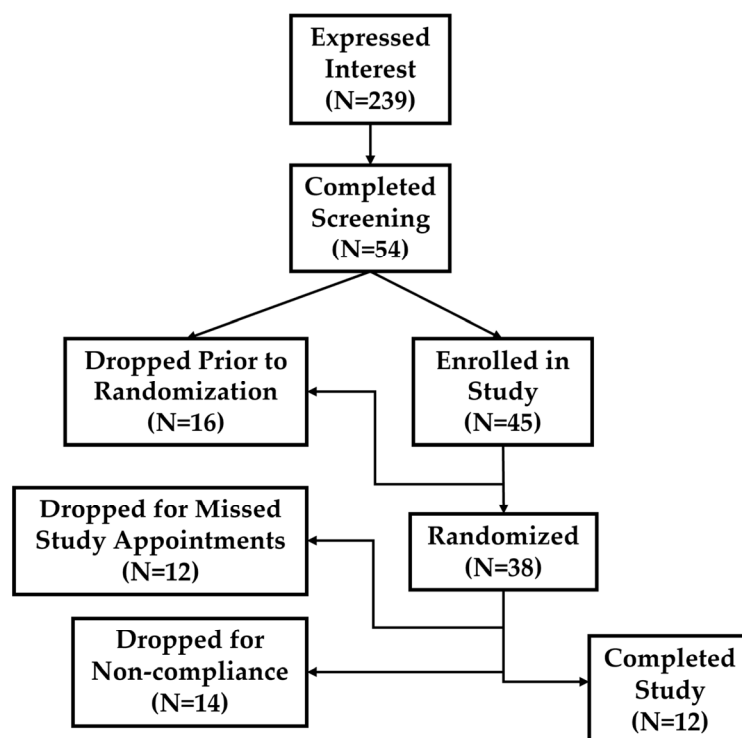 Expressed
Interest
(N=239)
Completed
Screening
(N=54)
Dropped Prior to
Randomization
(N=16)
Enrolled in
Study
(N=45)
Dropped for Missed
Study Appointments
(N=12)
Randomized
(N=38)
Dropped for
Non-compliance
(N=14)
Completed
Study
(N=12)